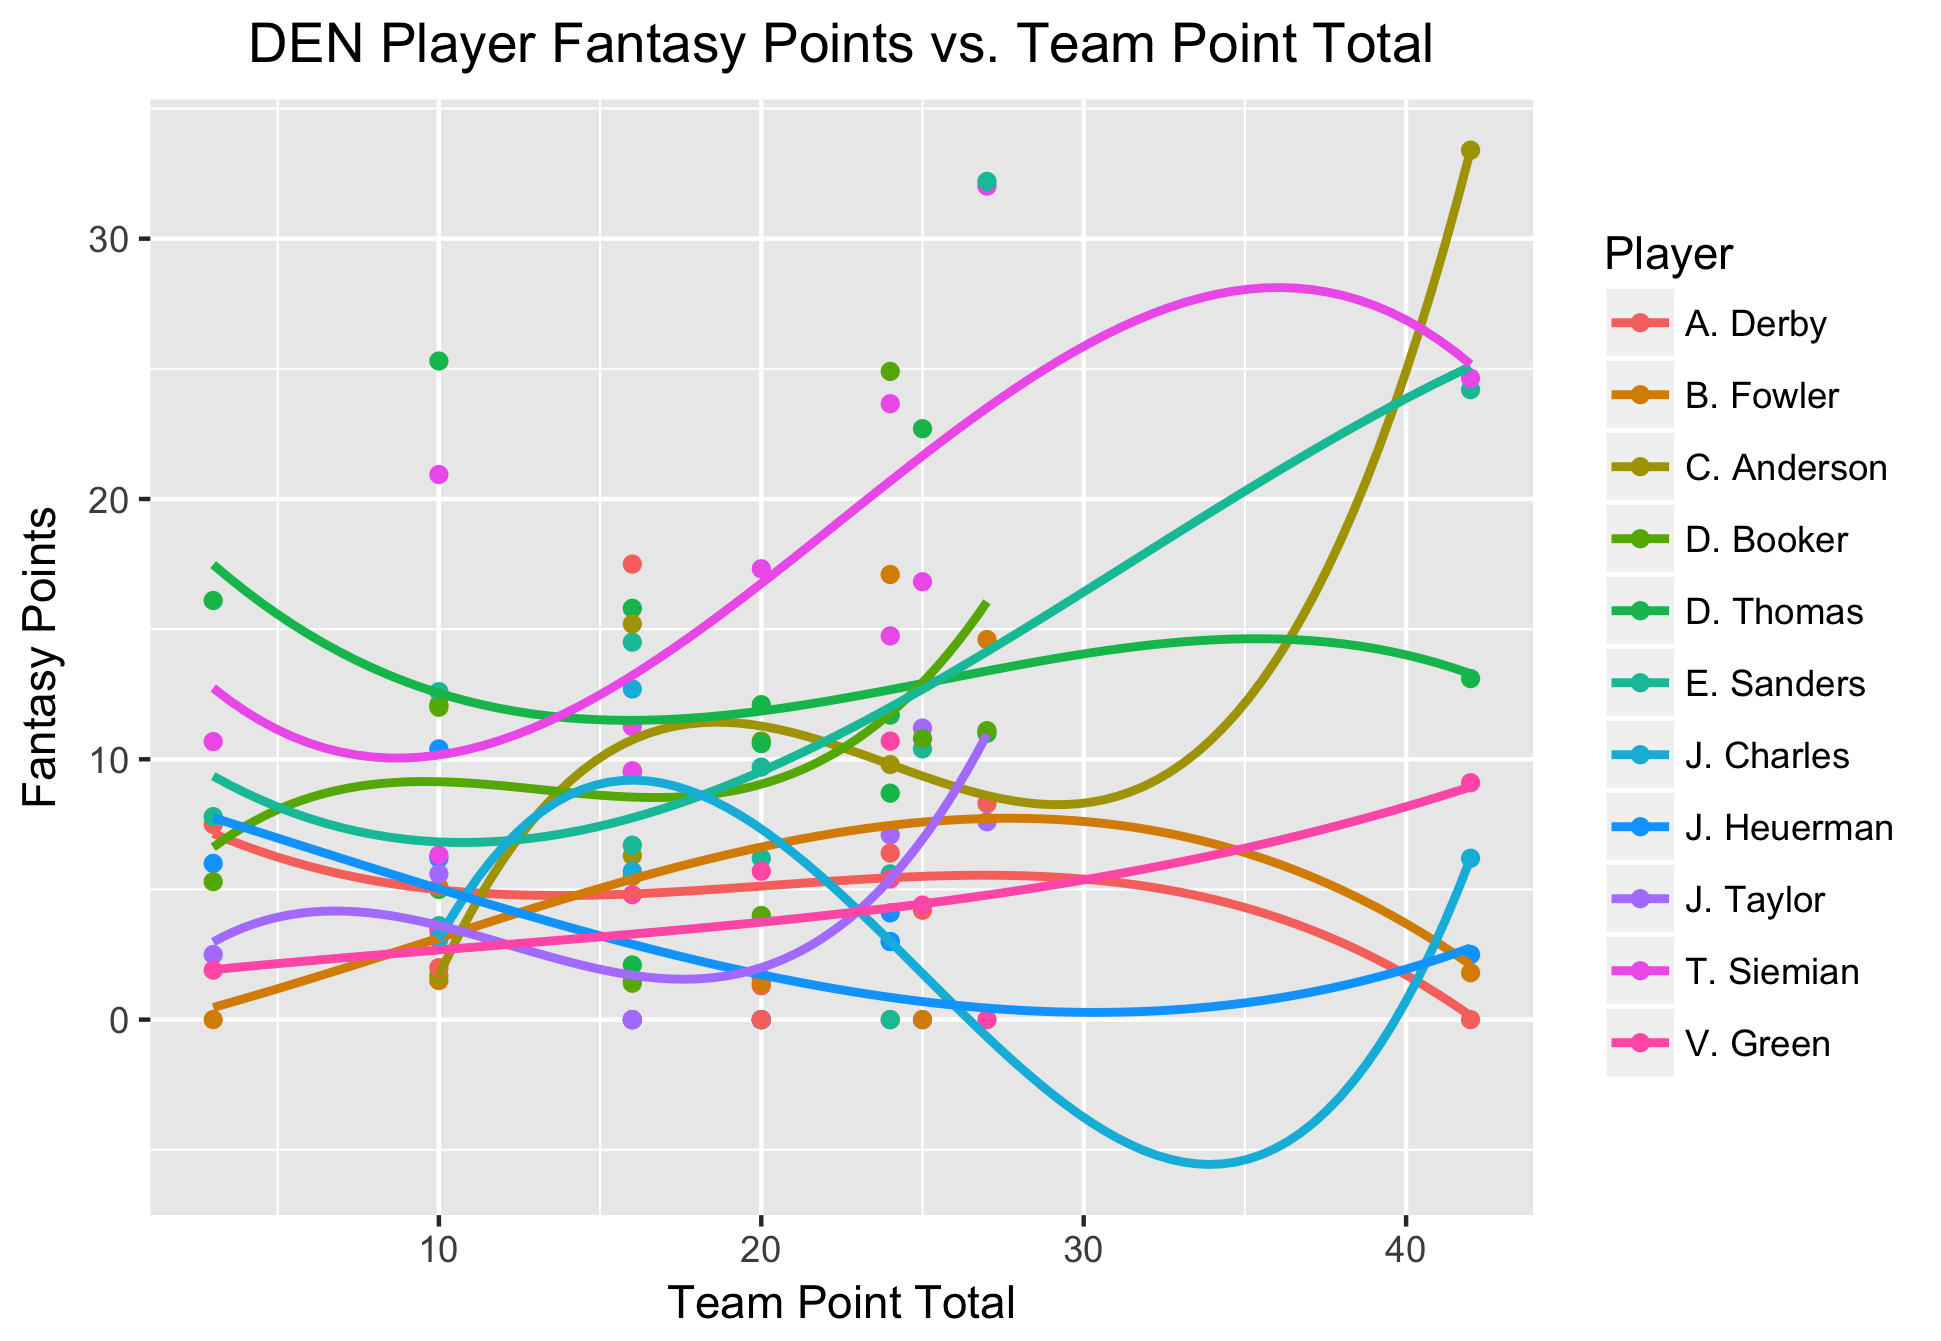 DEN Player Fantasy Points vs. Team Point Total
Fantasy Points
30
20
10
0
10
20
30
40
Team Point Total
Player
A. Derby
B. Fowler
C. Anderson
D. Booker
D. Thomas
E. Sanders
J. Charles
J. Heuerman
J. Taylor
T. Siemian
V. Green